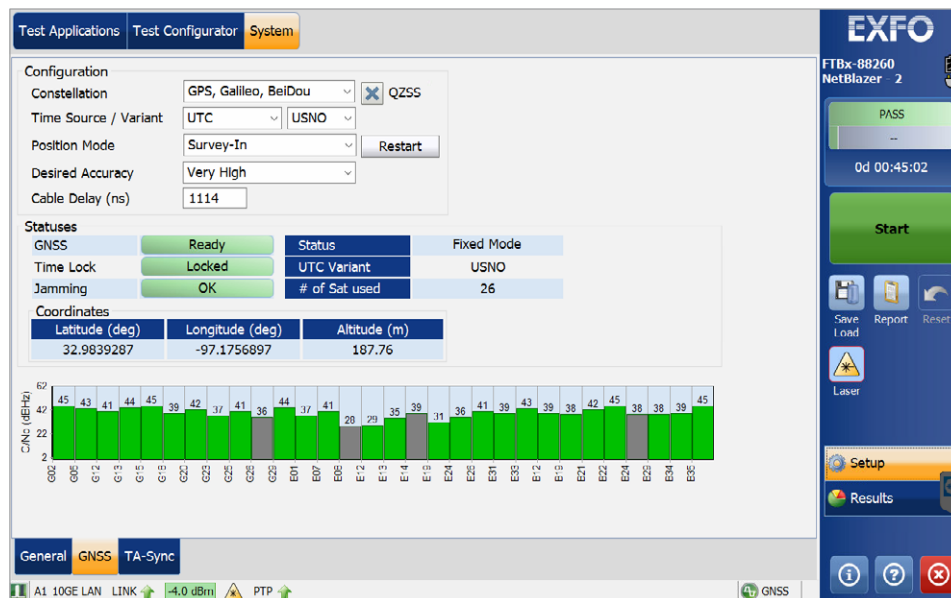 Test Applications Test Configurator System
EXFO
FTBx-88260
NetBlazer - 2
PASS
--
0d 00:45:02
Start
Save
Load
Report
Reset
Laser
Setup
Results
Configuration
Constellation GPS, Galileo, BeiDou QZSS
Time Source / Variant UTC USNO
Position Mode Survey-In Restart
Desired Accuracy Very High
Cable Delay (ns) 1114
Statuses
GNSS Ready Status Fixed Mode
Time Lock Locked UTC Variant USNO
Jamming OK # of Sat used 26
Coordinates
Latitude (deg) Longitude (deg) Altitude (m)
32.9839287 -97.1756897 187.76
C/No (dBHz)
62
42
22
2
45 43 41 44 45 39 42 37 41 36 44 37 41 28 29 35 39 31 36 41 39 43 39 38 42 45 38 38 39 45
G02 G05 G12 G13 G15 G18 G20 G23 G25 G29 E01 E07 E12 E13 E14 E19 E24 E26 E31 E33 B12 B19 B21 B22 B24 B29 B34 B35
General GNSS TA-Sync
A1 10GE LAN LINK -4.0 dBm PTP GNSS